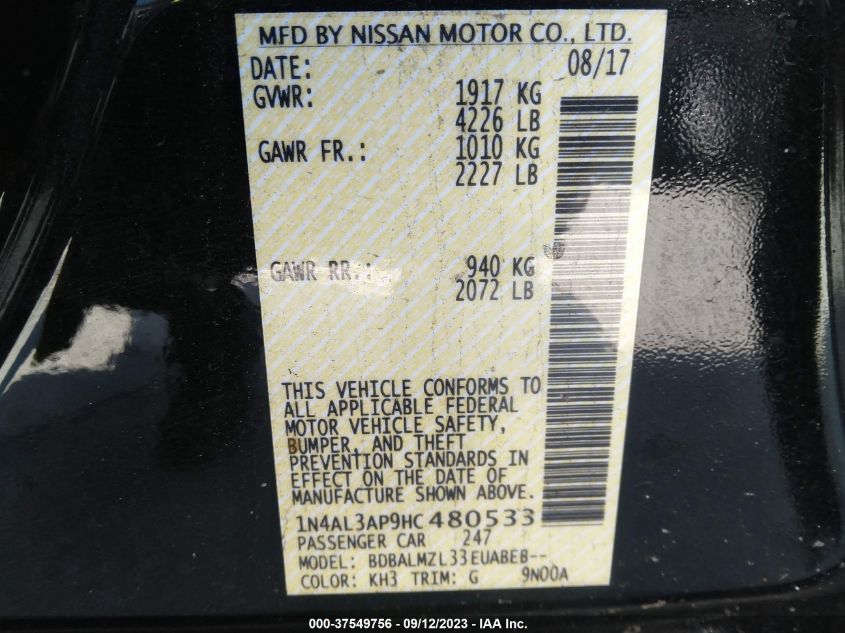 MFD BY NISSAN MOTOR CO., LTD.
DATE: 08/17
GVWR: 1917 KG
4226 LB
GAWR FR.: 1010 KG
2227 LB
GAWR RR.: 940 KG
2072 LB
THIS VEHICLE CONFORMS TO
ALL APPLICABLE FEDERAL
MOTOR VEHICLE SAFETY,
BUMPER, AND THEFT
PREVENTION STANDARDS IN
EFFECT ON THE DATE OF
MANUFACTURE SHOWN ABOVE.
1N4AL3AP9HC480533
PASSENGER CAR 247
MODEL: BDBALMZL33EUABEB--
COLOR: KH3 TRIM: G 9N00A
000-37549756 - 09/12/2023 - IAA Inc.